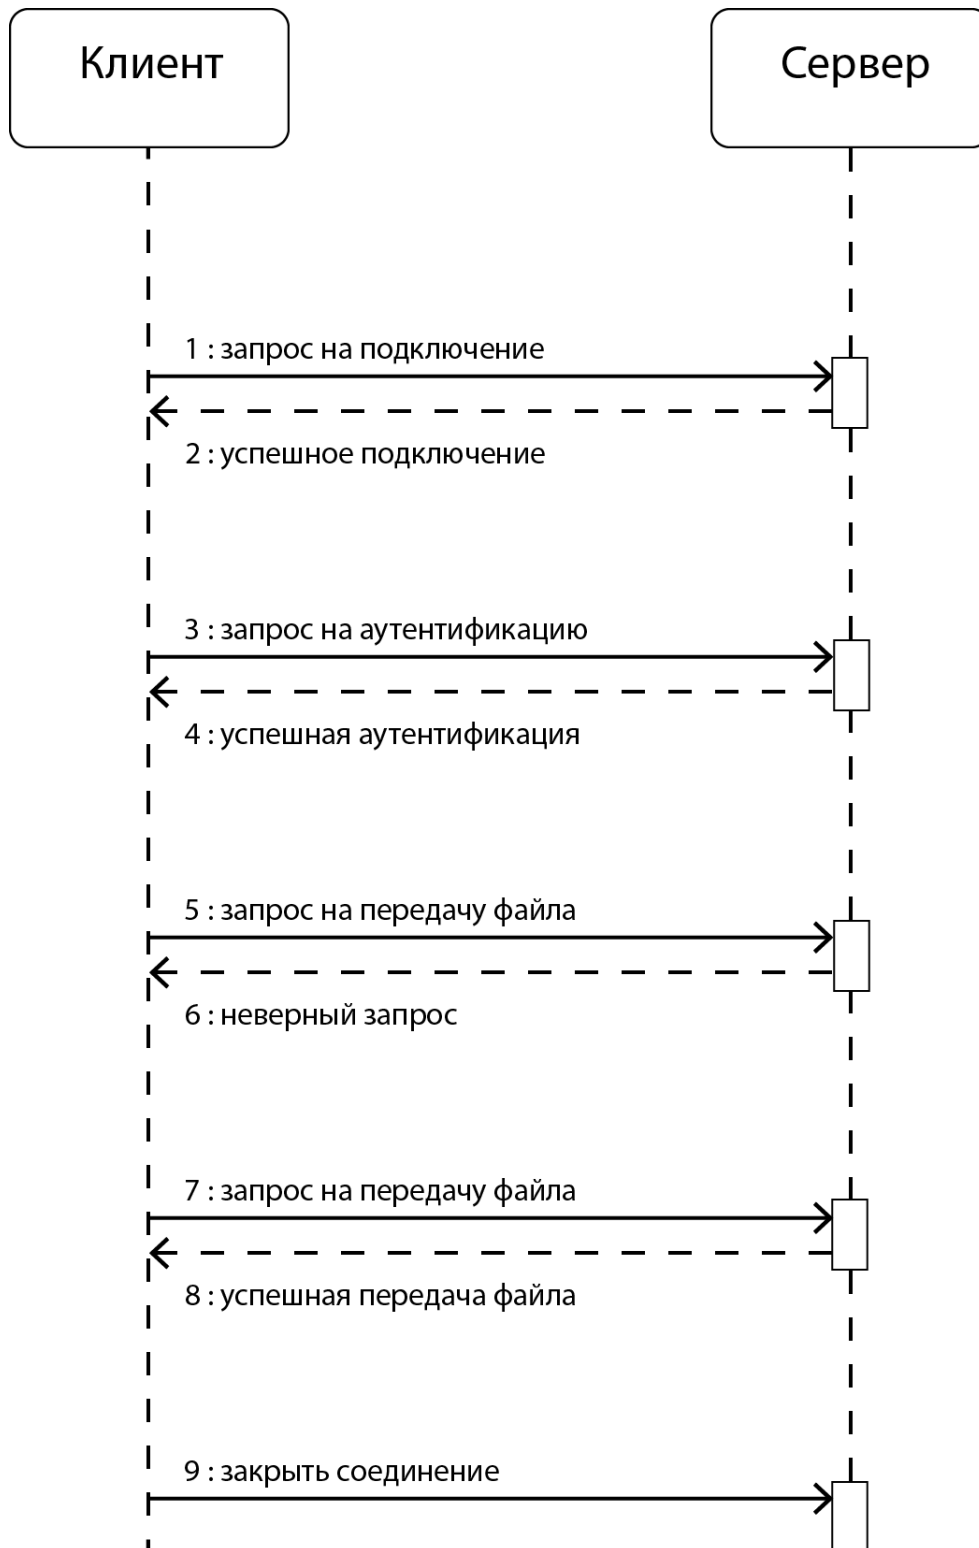 Клиент
Сервер
1 : запрос на подключение
2 : успешное подключение
3 : запрос на аутентификацию
4 : успешная аутентификация
5 : запрос на передачу файла
6 : неверный запрос
7 : запрос на передачу файла
8 : успешная передача файла
9 : закрыть соединение